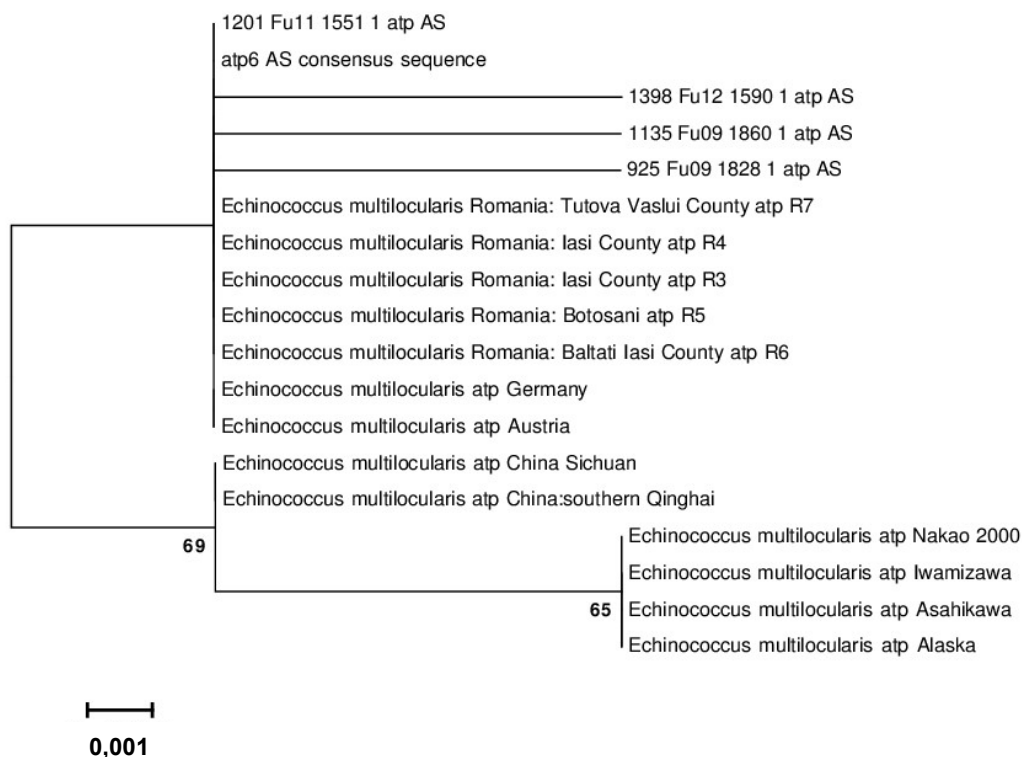 1201 Fu11 1551 1 atp AS
atp6 AS consensus sequence
1398 Fu12 1590 1 atp AS
1135 Fu09 1860 1 atp AS
925 Fu09 1828 1 atp AS
Echinococcus multilocularis Romania: Tutova Vaslui County atp R7
Echinococcus multilocularis Romania: Iasi County atp R4
Echinococcus multilocularis Romania: Iasi County atp R3
Echinococcus multilocularis Romania: Botosani atp R5
Echinococcus multilocularis Romania: Baltati Iasi County atp R6
Echinococcus multilocularis atp Germany
Echinococcus multilocularis atp Austria
Echinococcus multilocularis atp China Sichuan
Echinococcus multilocularis atp China:southern Qinghai
69
Echinococcus multilocularis atp Nakao 2000
Echinococcus multilocularis atp Iwamizawa
65
Echinococcus multilocularis atp Asahikawa
Echinococcus multilocularis atp Alaska
0,001